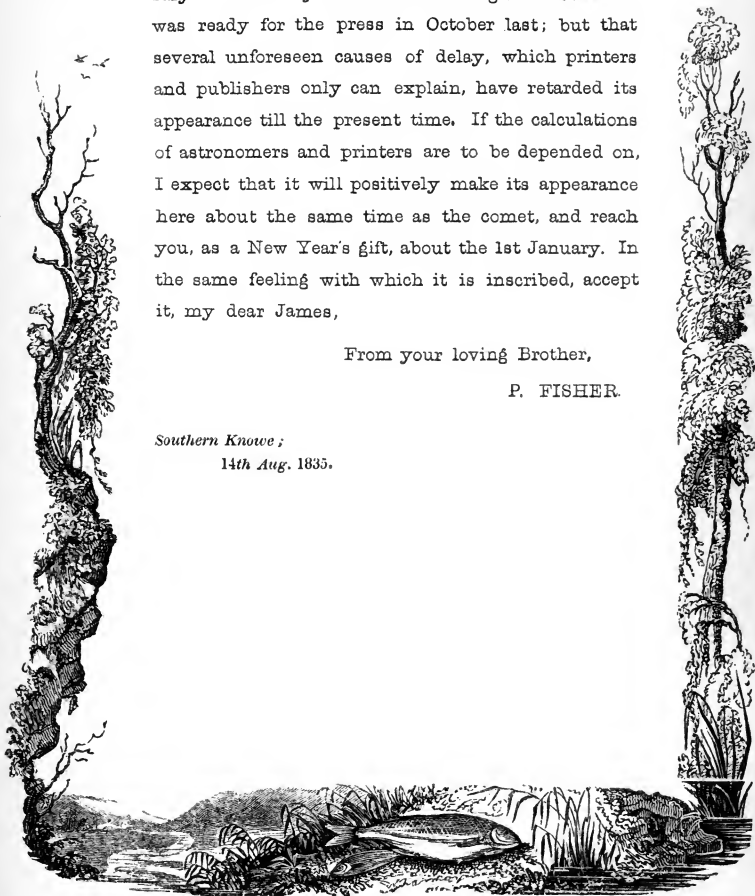 was ready for the press in October last; but that
several unforeseen causes of delay, which printers
and publishers only can explain, have retarded its
appearance till the present time. If the calculations
of astronomers and printers are to be depended on,
I expect that it will positively make its appearance
here about the same time as the comet, and reach
you, as a New Year's gift, about the 1st January. In
the same feeling with which it is inscribed, accept
it, my dear James,
From your loving Brother,
P. FISHER.
Southern Knowe;
14th Aug. 1835.